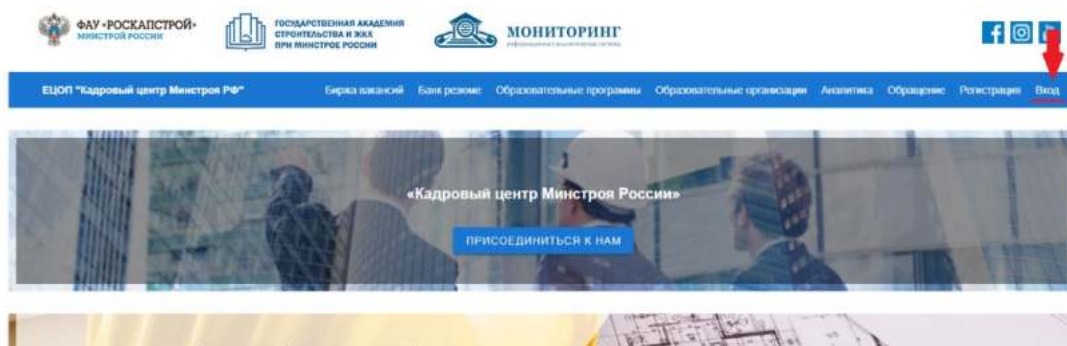 ФАУ «РОСКАПСТРОЙ»
МИНСТРОЙ РОССИИ
ГОСУДАРСТВЕННАЯ АКАДЕМИЯ
СТРОИТЕЛЬСТВА И ЖКХ
ПРИ МИНСТРОЕ РОССИИ
МОНИТОРИНГ
ЕЦОП "Кадровый центр Минстроя РФ"
Биржа вакансий Банк резюме Образовательные программы Образовательные организации Аналитика Обращение Регистрация Вход
«Кадровый центр Минстроя России»
ПРИСОЕДИНИТЬСЯ К НАМ